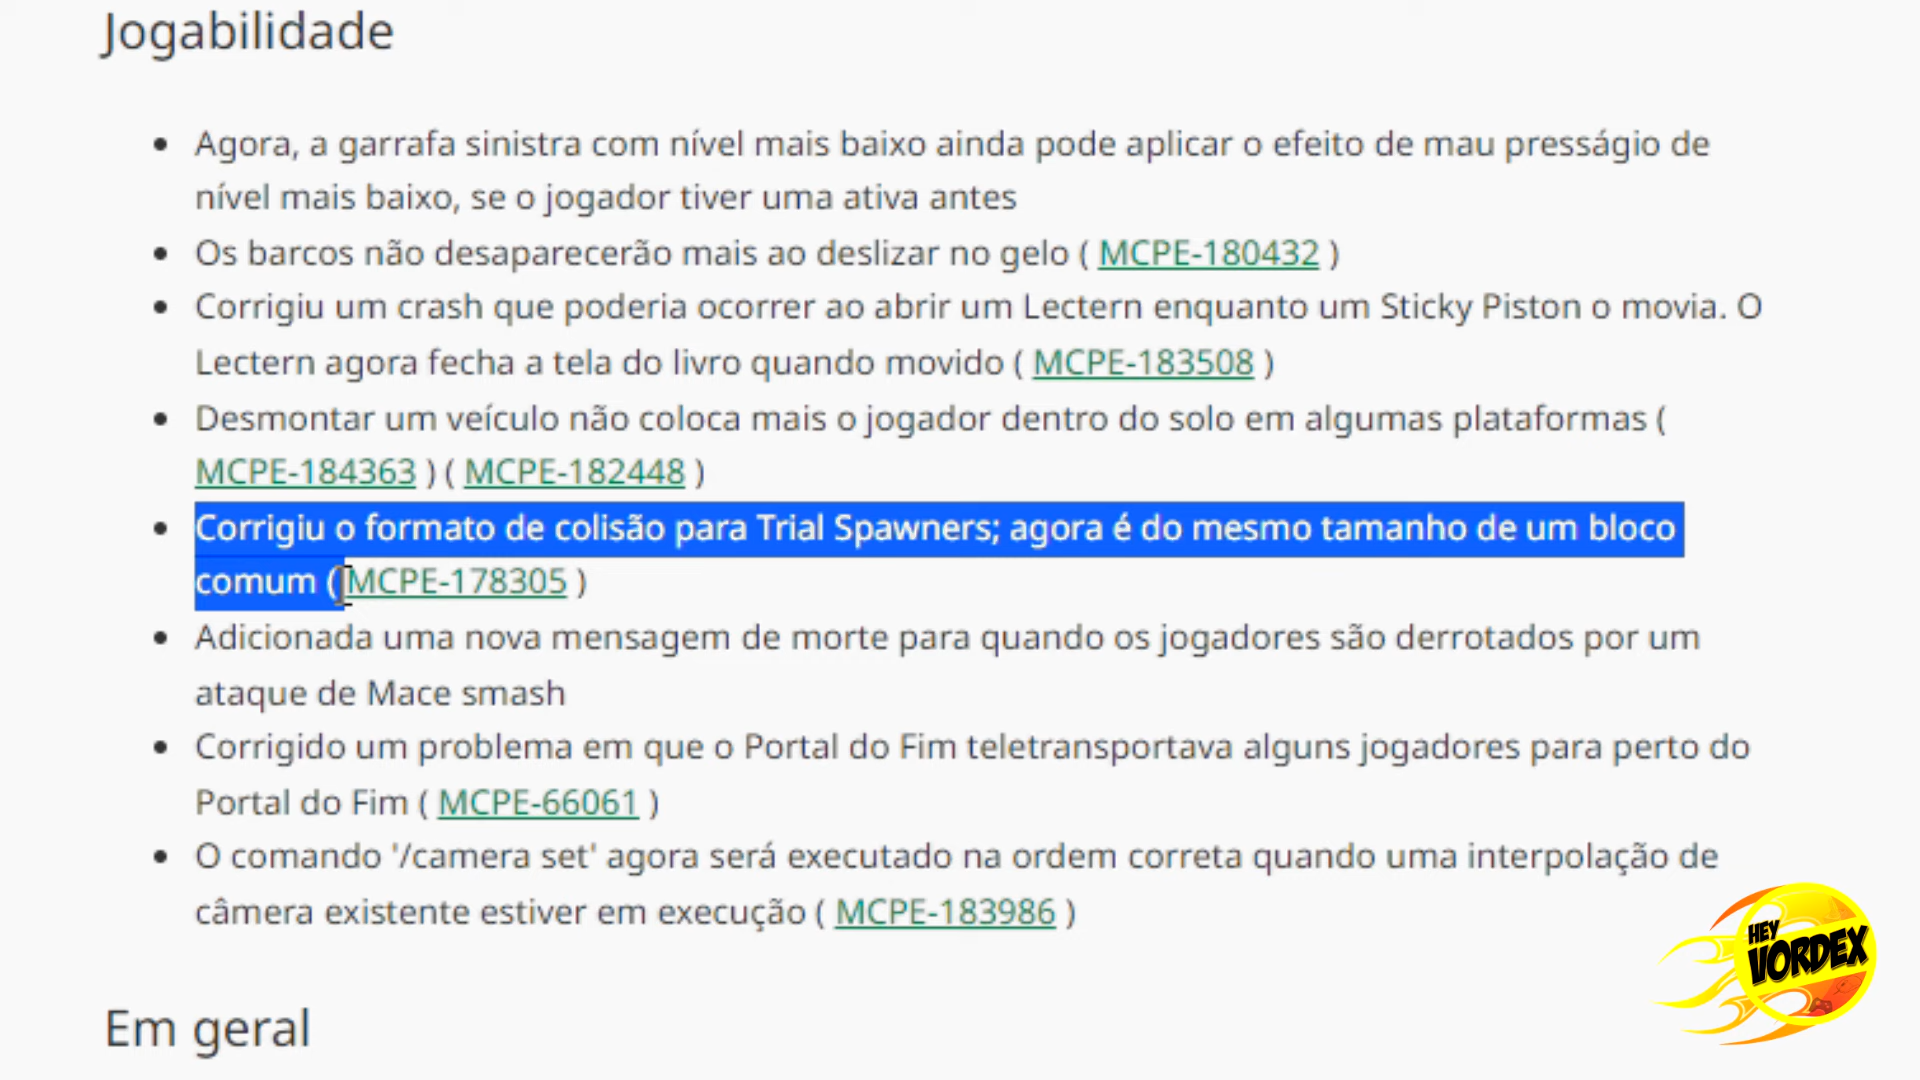 Jogabilidade
Agora, a garrafa sinistra com nível mais baixo ainda pode aplicar o efeito de mau presságio de
nível mais baixo, se o jogador tiver uma ativa antes
Os barcos não desaparecerão mais ao deslizar no gelo ( MCPE-180432 )
Corrigiu um crash que poderia ocorrer ao abrir um Lectern enquanto um Sticky Piston o movia. O
Lectern agora fecha a tela do livro quando movido ( MCPE-183508 )
Desmontar um veículo não coloca mais o jogador dentro do solo em algumas plataformas (
MCPE-184363 ) ( MCPE-182448 )
Corrigiu o formato de colisão para Trial Spawners; agora é do mesmo tamanho de um bloco
comum ( MCPE-178305 )
Adicionada uma nova mensagem de morte para quando os jogadores são derrotados por um
ataque de Mace smash
Corrigido um problema em que o Portal do Fim teletransportava alguns jogadores para perto do
Portal do Fim ( MCPE-66061 )
O comando '/camera set' agora será executado na ordem correta quando uma interpolação de
câmera existente estiver em execução ( MCPE-183986 )
HEY
VORDEX
Em geral